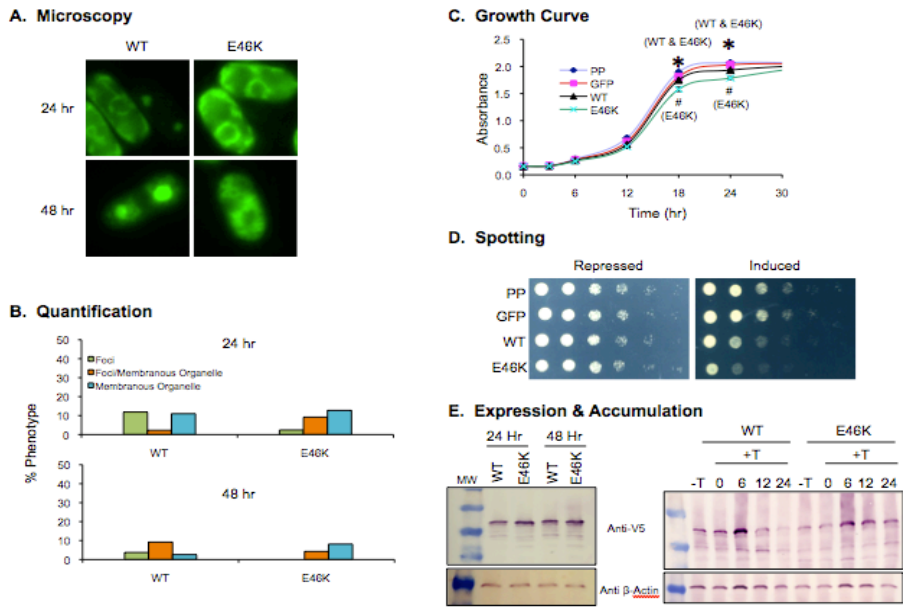 A. Microscopy
WT E46K
24 hr
48 hr
B. Quantification
24 hr
50
40
30
20
10
0
Foci
Foci/Membranous Organelle
Membranous Organelle
WT E46K
% Phenotype
48 hr
50
40
30
20
10
0
WT E46K
C. Growth Curve
(WT & E46K)
*
(WT & E46K)
*
PP
GFP
WT
E46K
#
(E46K)
#
(E46K)
Absorbance
2.5
2.0
1.5
1.0
0.5
0.0
0 6 12 18 24 30
Time (hr)
D. Spotting
Repressed Induced
PP
GFP
WT
E46K
E. Expression & Accumulation
24 Hr 48 Hr
MW WT E46K WT E46K
WT E46K
+T +T
-T 0 6 12 24 -T 0 6 12 24
Anti-V5
Anti β-Actin